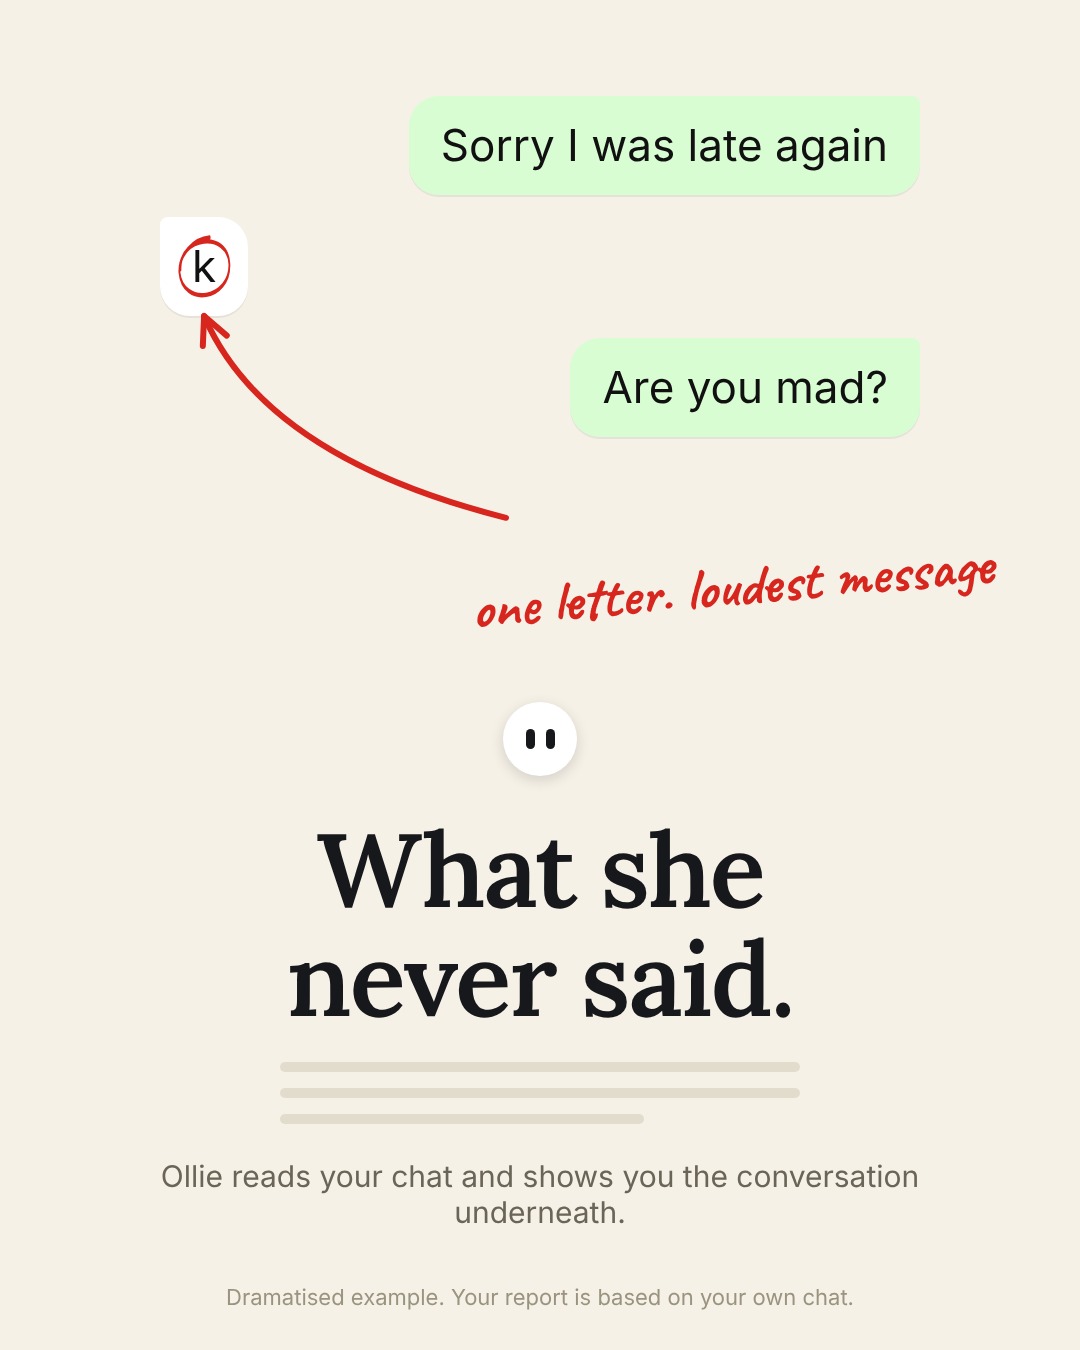 Sorry I was late again
k
Are you mad?
one letter. loudest message
What she
never said.
Ollie reads your chat and shows you the conversation
underneath.
Dramatised example. Your report is based on your own chat.